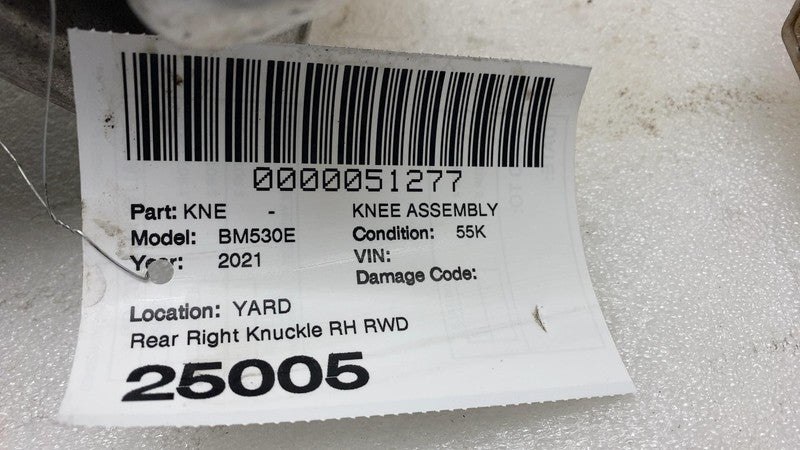 0000051277
Part: KNE - KNEE ASSEMBLY
Model: BM530E Condition: 55K
Year: 2021 VIN:
Damage Code:
Location: YARD
Rear Right Knuckle RH RWD
25005